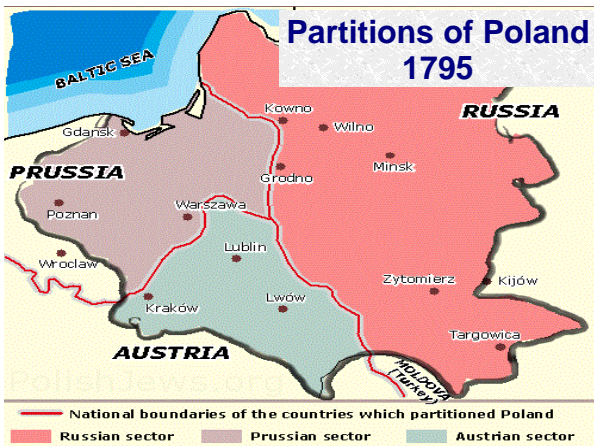 Partitions of Poland
1795
BALTIC SEA
RUSSIA
Kowno
Wilno
Gdansk
Minsk
Grodno
PRUSSIA
Poznan
Warszawa
Lublin
Wroclaw
Zytomierz
Kijów
Kraków
Lwów
Targowica
AUSTRIA
MOLDOVA
(Turkey)
PolishNews.org
National boundaries of the countries which partitioned Poland
Russian sector
Prussian sector
Austrian sector